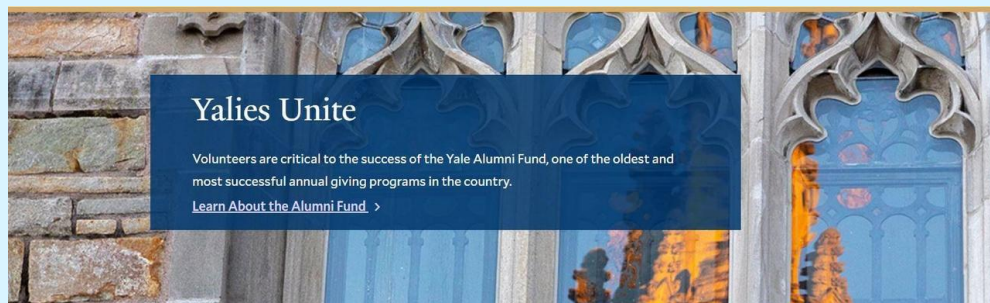 Yalies Unite
Volunteers are critical to the success of the Yale Alumni Fund, one of the oldest and
most successful annual giving programs in the country.
Learn About the Alumni Fund >